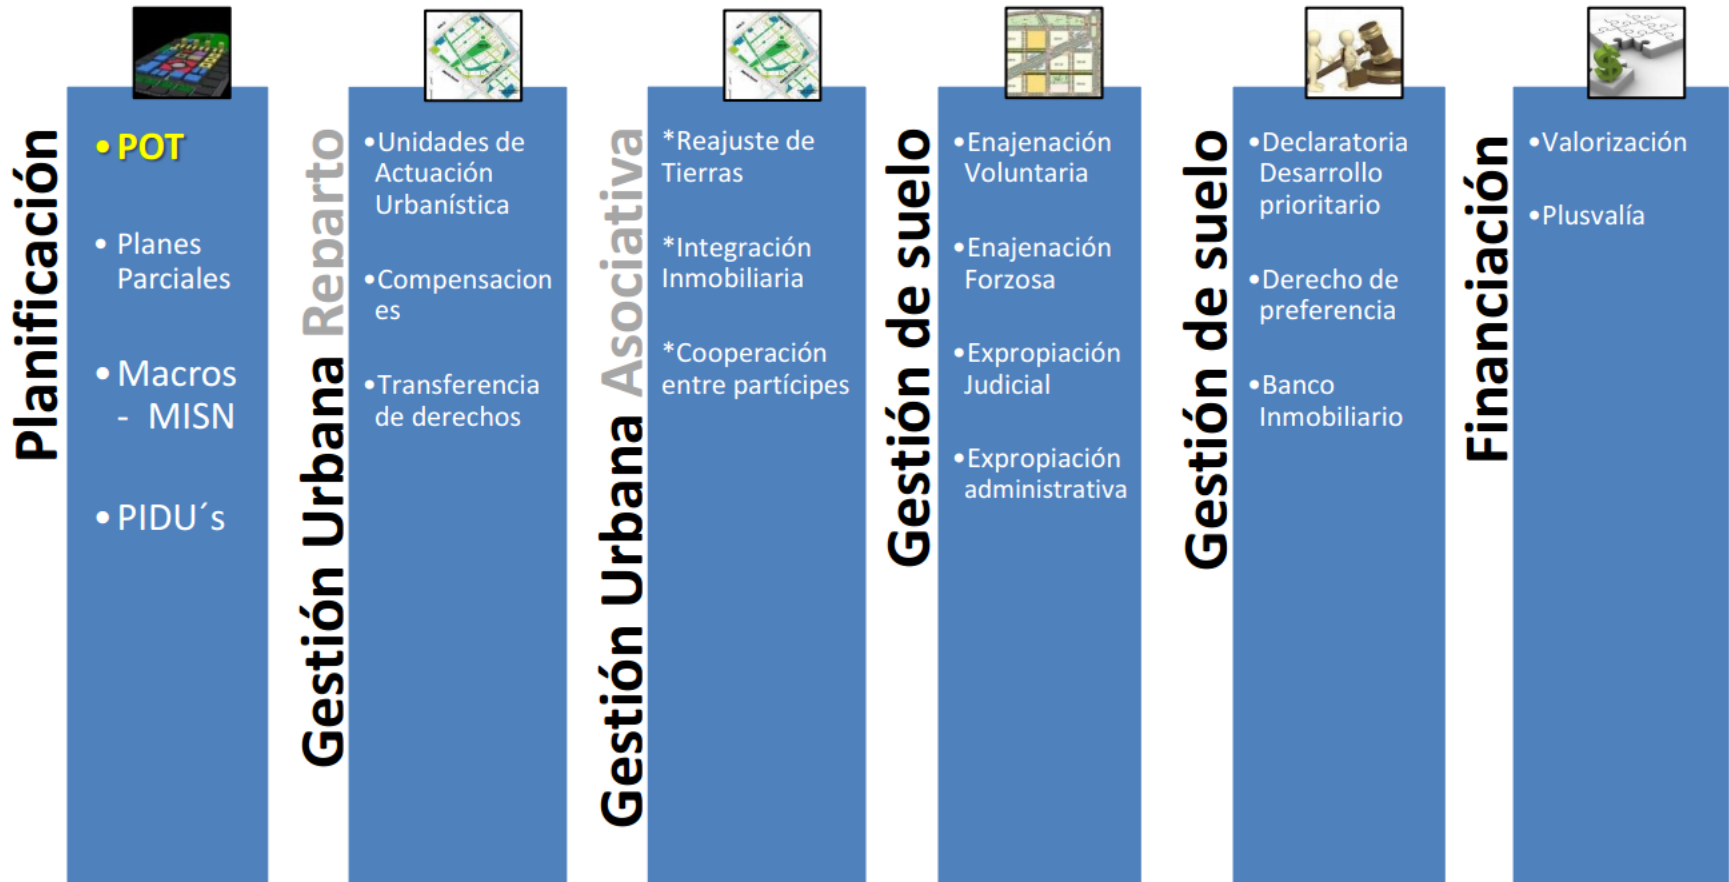 Planificación
• POT
• Planes
Parciales
• Macros
- MISN
• PIDU´s
Gestión Urbana Reparto
•Unidades de
Actuación
Urbanística
•Compensacion
es
•Transferencia
de derechos
Gestión Urbana Asociativa
*Reajuste de
Tierras
*Integración
Inmobiliaria
*Cooperación
entre partícipes
Gestión de suelo
•Enajenación
Voluntaria
•Enajenación
Forzosa
•Expropiación
Judicial
•Expropiación
administrativa
Gestión de suelo
•Declaratoria
Desarrollo
prioritario
•Derecho de
preferencia
•Banco
Inmobiliario
Financiación
•Valorización
•Plusvalía